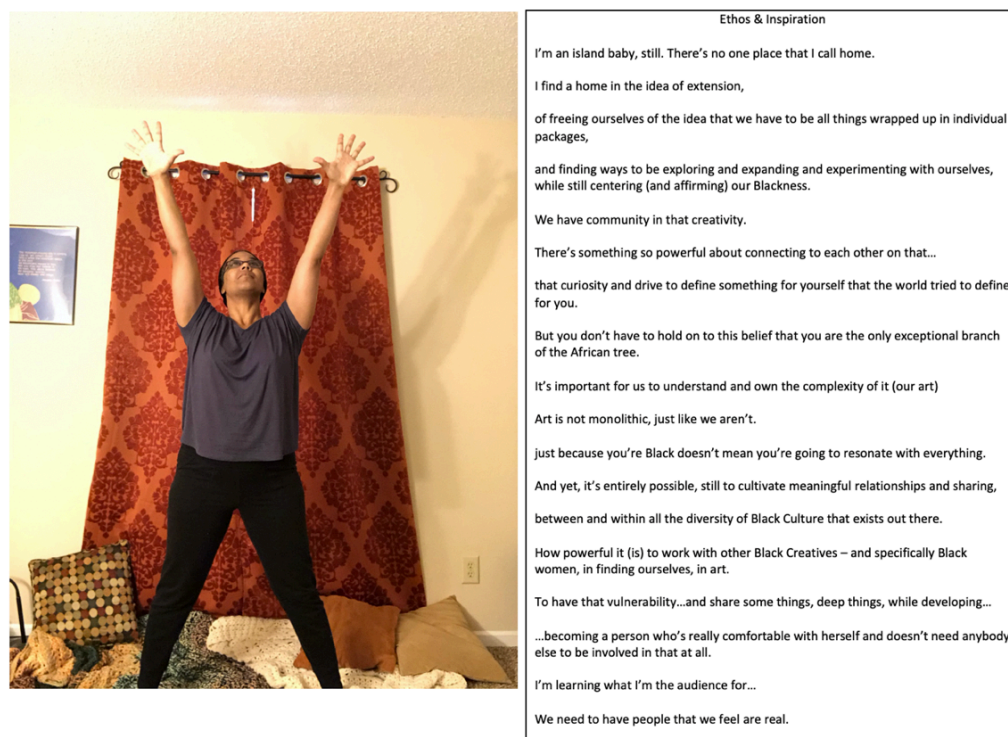 Ethos & Inspiration
I’m an island baby, still. There’s no one place that I call home.
I find a home in the idea of extension,
of freeing ourselves of the idea that we have to be all things wrapped up in individual
packages,
and finding ways to be exploring and expanding and experimenting with ourselves,
while still centering (and affirming) our Blackness.
We have community in that creativity.
There’s something so powerful about connecting to each other on that…
that curiosity and drive to define something for yourself that the world tried to define
for you.
But you don’t have to hold on to this belief that you are the only exceptional branch
of the African tree.
It’s important for us to understand and own the complexity of it (our art)
Art is not monolithic, just like we aren’t.
just because you’re Black doesn’t mean you’re going to resonate with everything.
And yet, it’s entirely possible, still to cultivate meaningful relationships and sharing,
between and within all the diversity of Black Culture that exists out there.
How powerful it (is) to work with other Black Creatives – and specifically Black
women, in finding ourselves, in art.
To have that vulnerability…and share some things, deep things, while developing…
…becoming a person who’s really comfortable with herself and doesn’t need anybody
else to be involved in that at all.
I’m learning what I’m the audience for…
We need to have people that we feel are real.